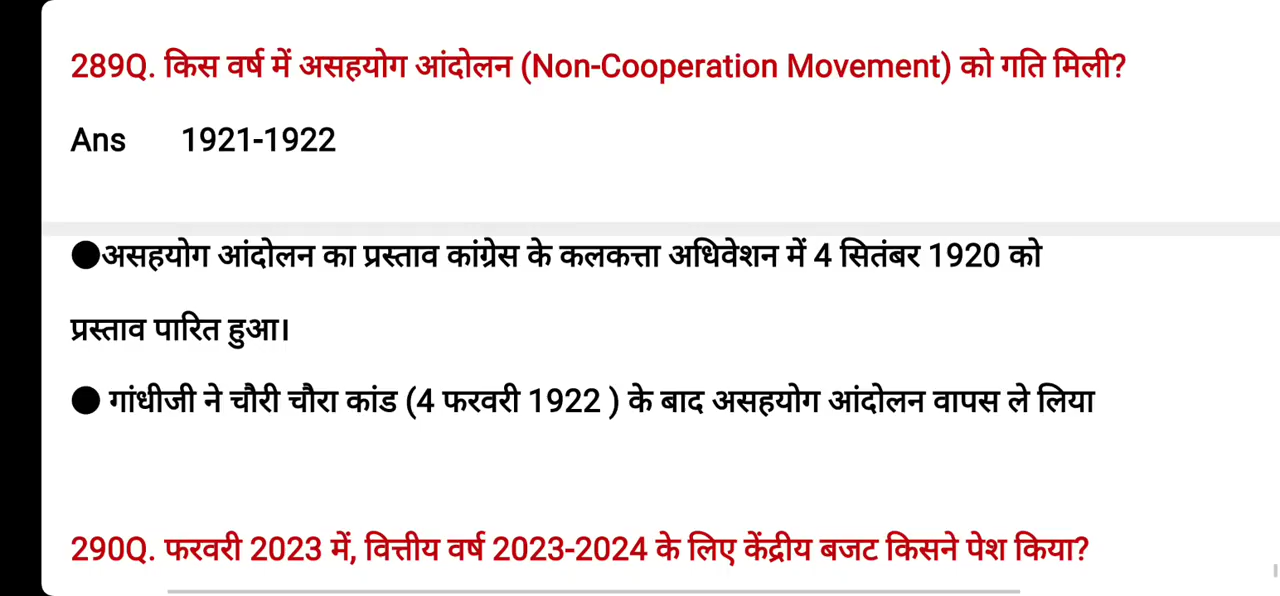 289Q. किस वर्ष में असहयोग आंदोलन (Non-Cooperation Movement) को गति मिली?
Ans 1921-1922
●असहयोग आंदोलन का प्रस्ताव कांग्रेस के कलकत्ता अधिवेशन में 4 सितंबर 1920 को
प्रस्ताव पारित हुआ।
● गांधीजी ने चौरी चौरा कांड (4 फरवरी 1922 ) के बाद असहयोग आंदोलन वापस ले लिया
290Q. फरवरी 2023 में, वित्तीय वर्ष 2023-2024 के लिए केंद्रीय बजट किसने पेश किया?